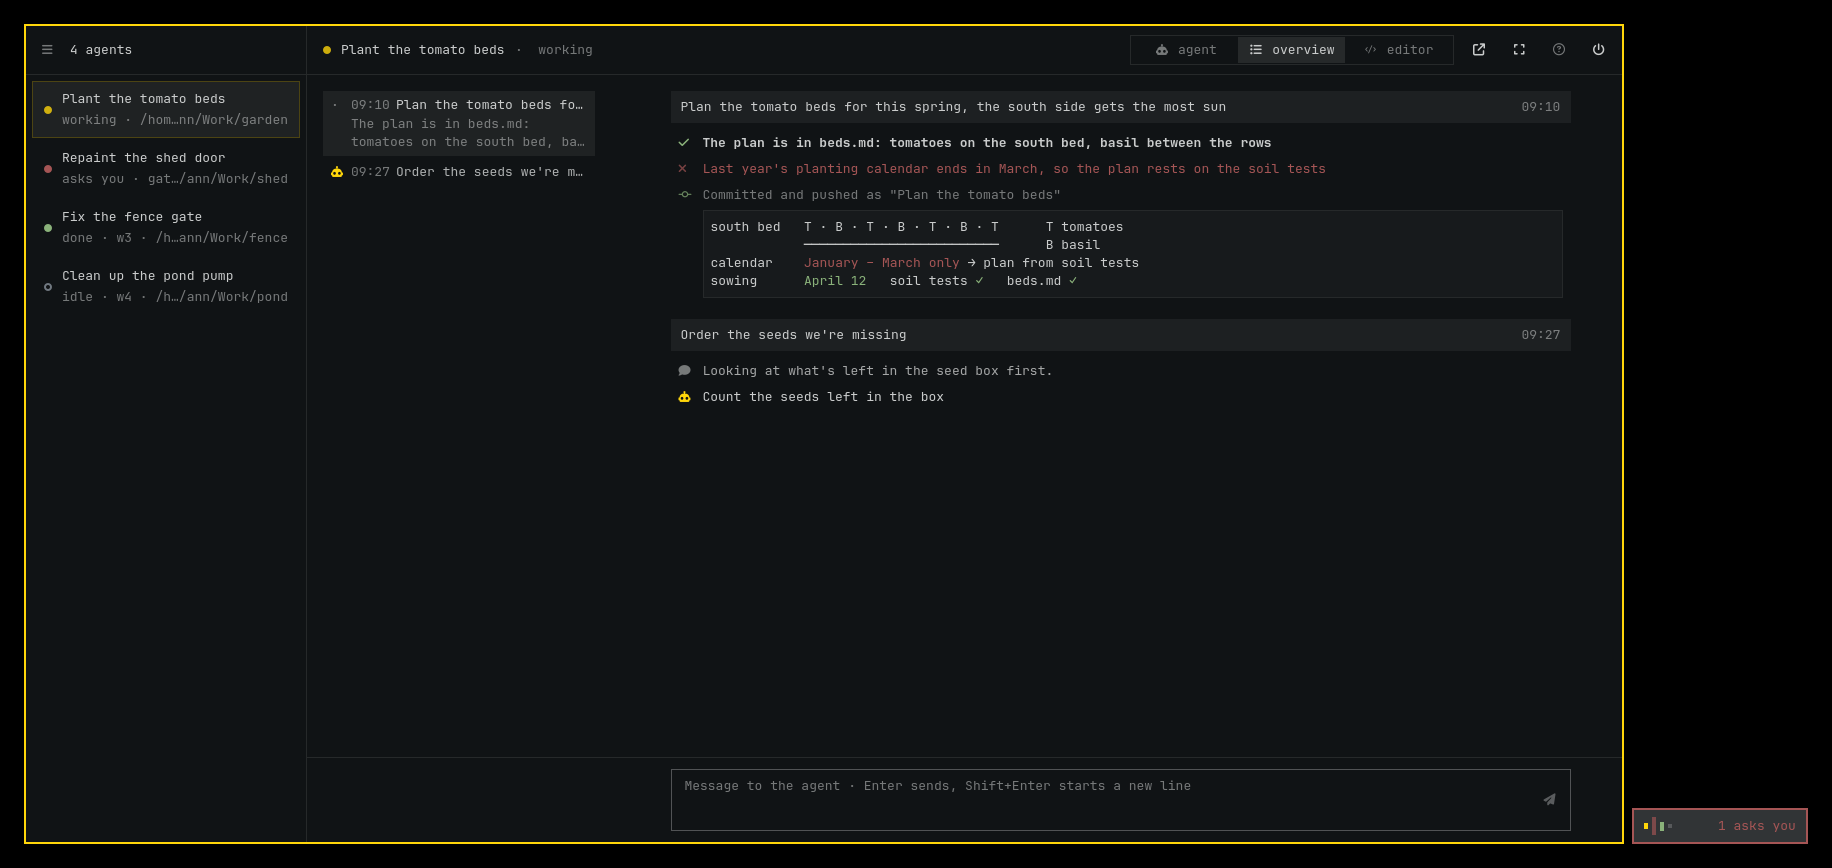 4 agents
Plant the tomato beds · working
agent
overview
editor
Plant the tomato beds
working · /hom…nn/Work/garden
Repaint the shed door
asks you · gat…/ann/Work/shed
Fix the fence gate
done · w3 · /h…ann/Work/fence
Clean up the pond pump
idle · w4 · /h…/ann/Work/pond
· 09:10 Plan the tomato beds fo…
The plan is in beds.md:
tomatoes on the south bed, ba…
09:27 Order the seeds we're m…
Plan the tomato beds for this spring, the south side gets the most sun 09:10
The plan is in beds.md: tomatoes on the south bed, basil between the rows
Last year's planting calendar ends in March, so the plan rests on the soil tests
Committed and pushed as "Plan the tomato beds"
south bed T · B · T · B · T · B · T T tomatoes
B basil
calendar January – March only → plan from soil tests
sowing April 12 soil tests ✓ beds.md ✓
Order the seeds we're missing 09:27
Looking at what's left in the seed box first.
Count the seeds left in the box
Message to the agent · Enter sends, Shift+Enter starts a new line
1 asks you